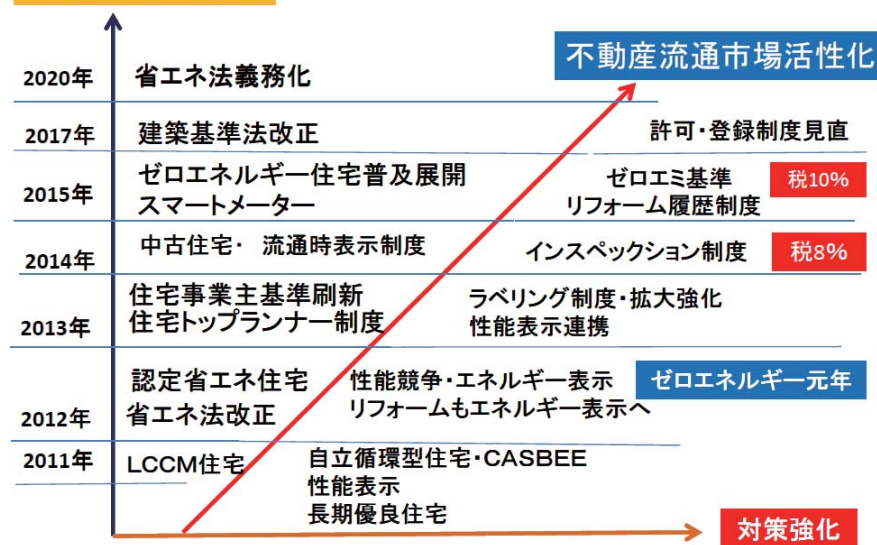 不動産流通市場活性化
2020年 省エネ法義務化
2017年 建築基準法改正 許可・登録制度見直
2015年 ゼロエネルギー住宅普及展開 ゼロエミ基準 税10%
スマートメーター リフォーム履歴制度
2014年 中古住宅・ 流通時表示制度 インスペックション制度 税8%
2013年 住宅事業主基準刷新 ラベリング制度・拡大強化
住宅トップランナー制度 性能表示連携
2012年 認定省エネ住宅 性能競争・エネルギー表示 ゼロエネルギー元年
省エネ法改正 リフォームもエネルギー表示へ
2011年 LCCM住宅 自立循環型住宅・CASBEE
性能表示
長期優良住宅
対策強化